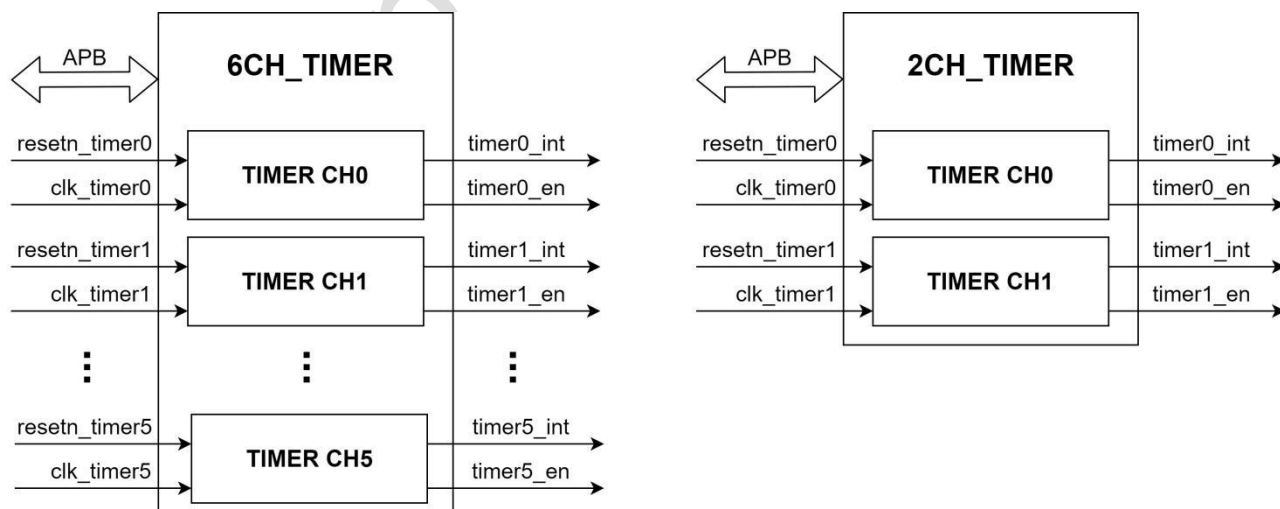 APB
6CH_TIMER
resetn_timer0
clk_timer0
TIMER CH0
timer0_int
timer0_en
resetn_timer1
clk_timer1
TIMER CH1
timer1_int
timer1_en
resetn_timer5
clk_timer5
TIMER CH5
timer5_int
timer5_en
APB
2CH_TIMER
resetn_timer0
clk_timer0
TIMER CH0
timer0_int
timer0_en
resetn_timer1
clk_timer1
TIMER CH1
timer1_int
timer1_en